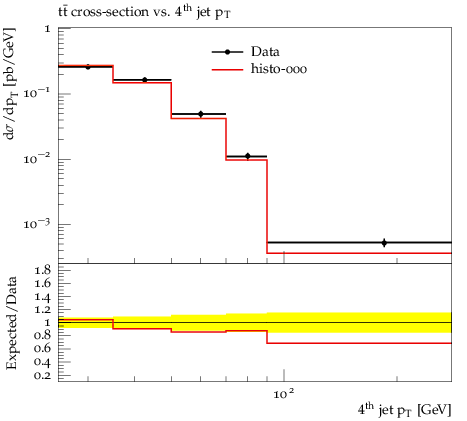 tt̄ cross-section vs. 4th jet pT
dσ/dpT [pb/GeV]
1
10−1
10−2
10−3
Data
histo-000
Expected/Data
1.8
1.6
1.4
1.2
1
0.8
0.6
0.4
0.2
10²
4th jet pT [GeV]